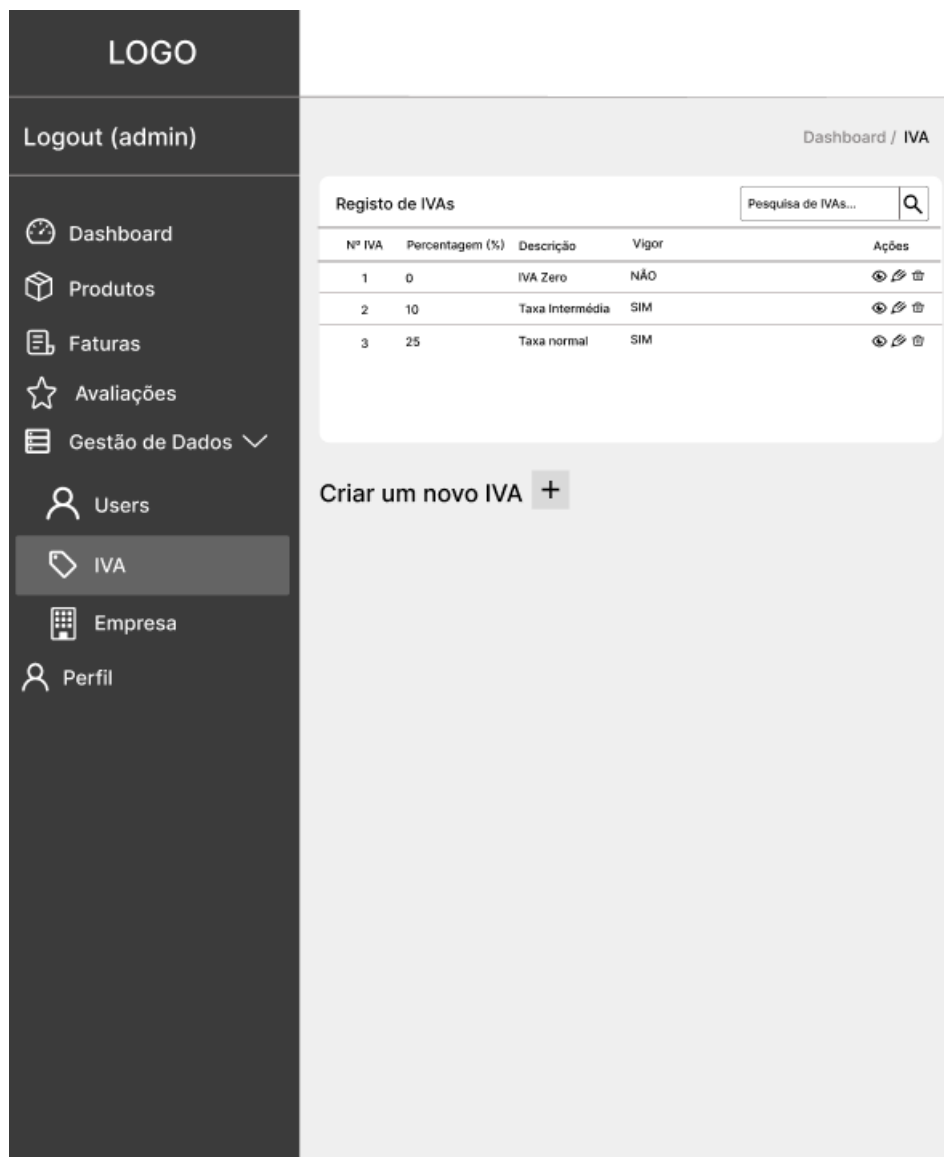 LOGO
Logout (admin)
Dashboard
Produtos
Faturas
Avaliações
Gestão de Dados
Users
IVA
Empresa
Perfil
Dashboard / IVA
Registo de IVAs
Pesquisa de IVAs...
Nº IVA Percentagem (%) Descrição Vigor Ações
1 0 IVA Zero NÃO
2 10 Taxa Intermédia SIM
3 25 Taxa normal SIM
Criar um novo IVA +